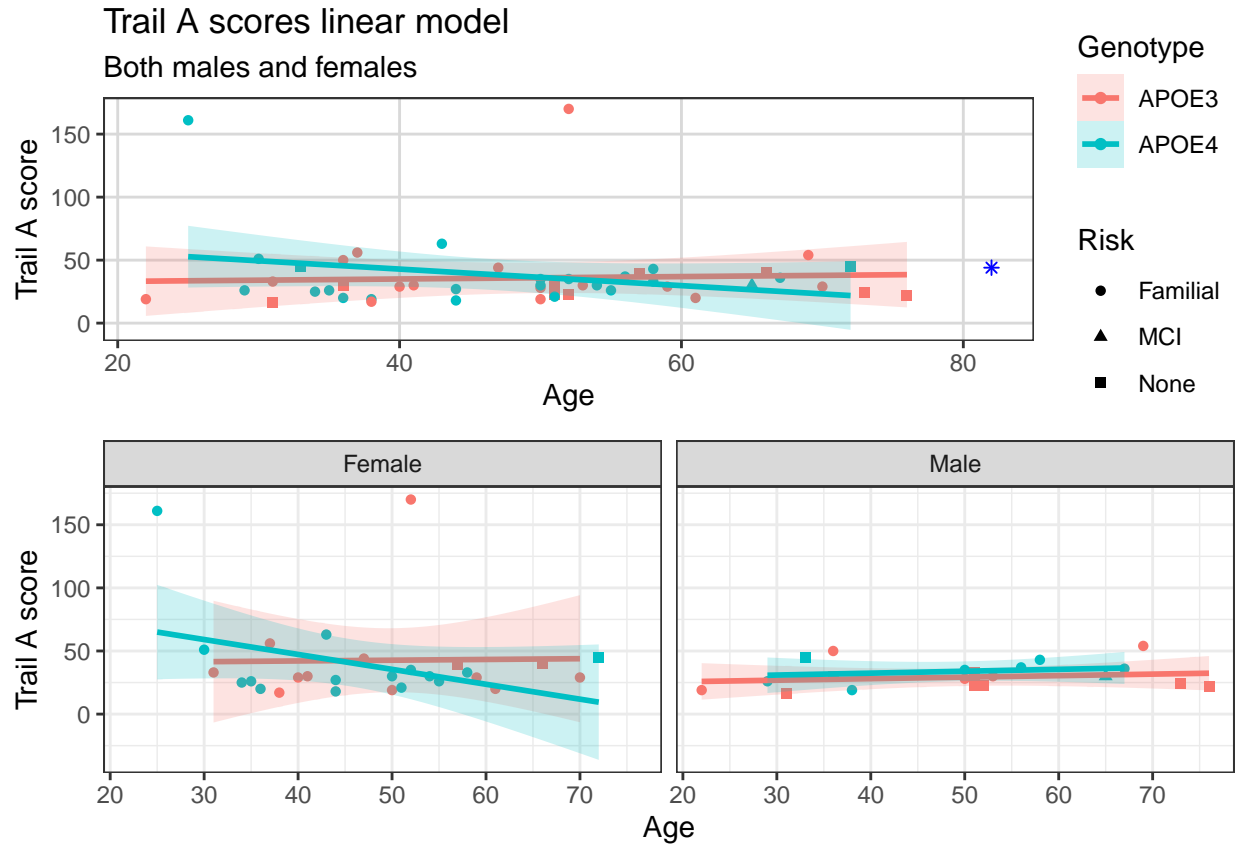 Trail A scores linear model
Both males and females
Trail A score
150
100
50
0
20
40
60
80
Age
Genotype
APOE3
APOE4
Risk
Familial
MCI
None
Female
Male
Trail A score
150
100
50
0
20
30
40
50
60
70
20
30
40
50
60
70
Age